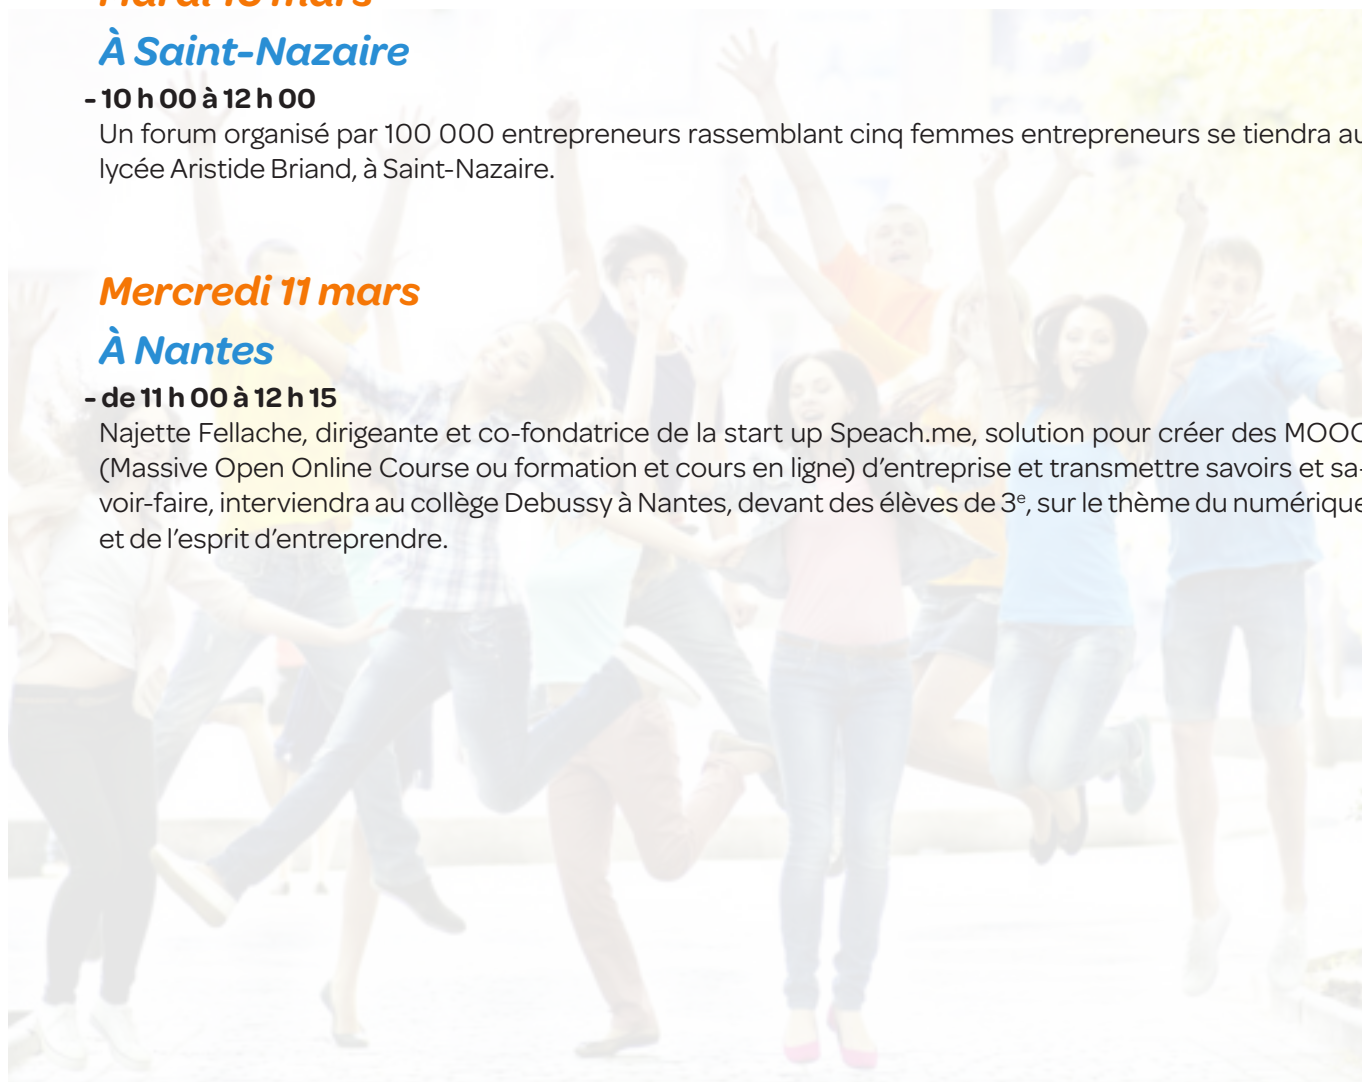 Mardi 10 mars
À Saint-Nazaire
- 10 h 00 à 12 h 00
Un forum organisé par 100 000 entrepreneurs rassemblant cinq femmes entrepreneurs se tiendra au
lycée Aristide Briand, à Saint-Nazaire.
Mercredi 11 mars
À Nantes
- de 11 h 00 à 12 h 15
Najette Fellache, dirigeante et co-fondatrice de la start up Speach.me, solution pour créer des MOOC
(Massive Open Online Course ou formation et cours en ligne) d’entreprise et transmettre savoirs et sa-
voir-faire, interviendra au collège Debussy à Nantes, devant des élèves de 3ᵉ, sur le thème du numérique
et de l’esprit d’entreprendre.